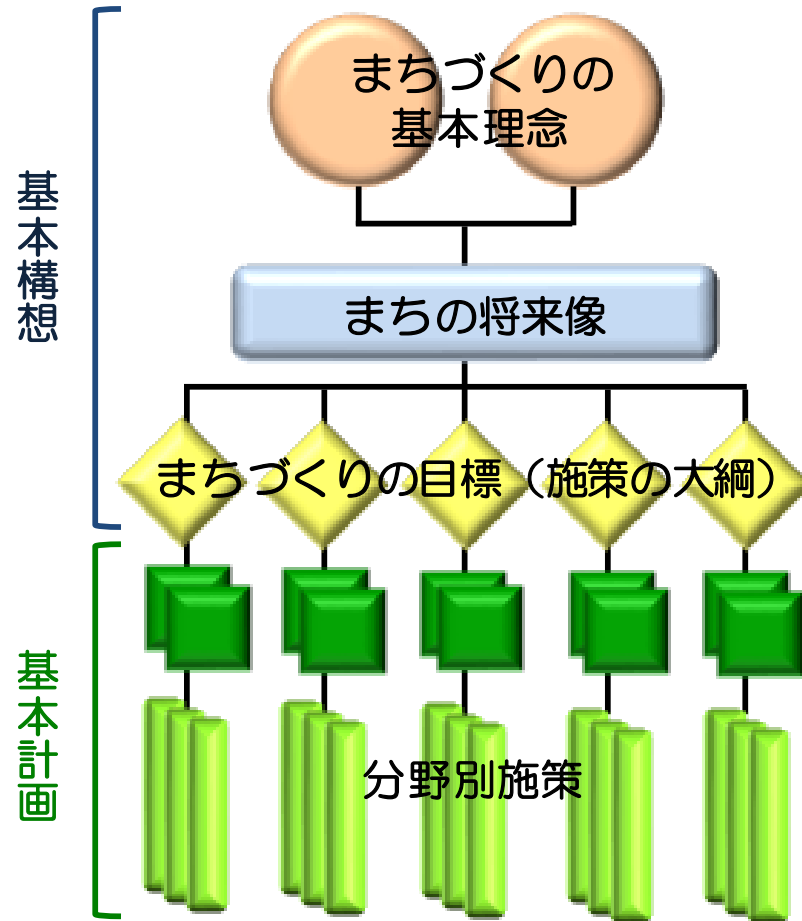 基本構想
まちづくりの
基本理念
まちの将来像
まちづくりの目標（施策の大綱）
基本計画
分野別施策